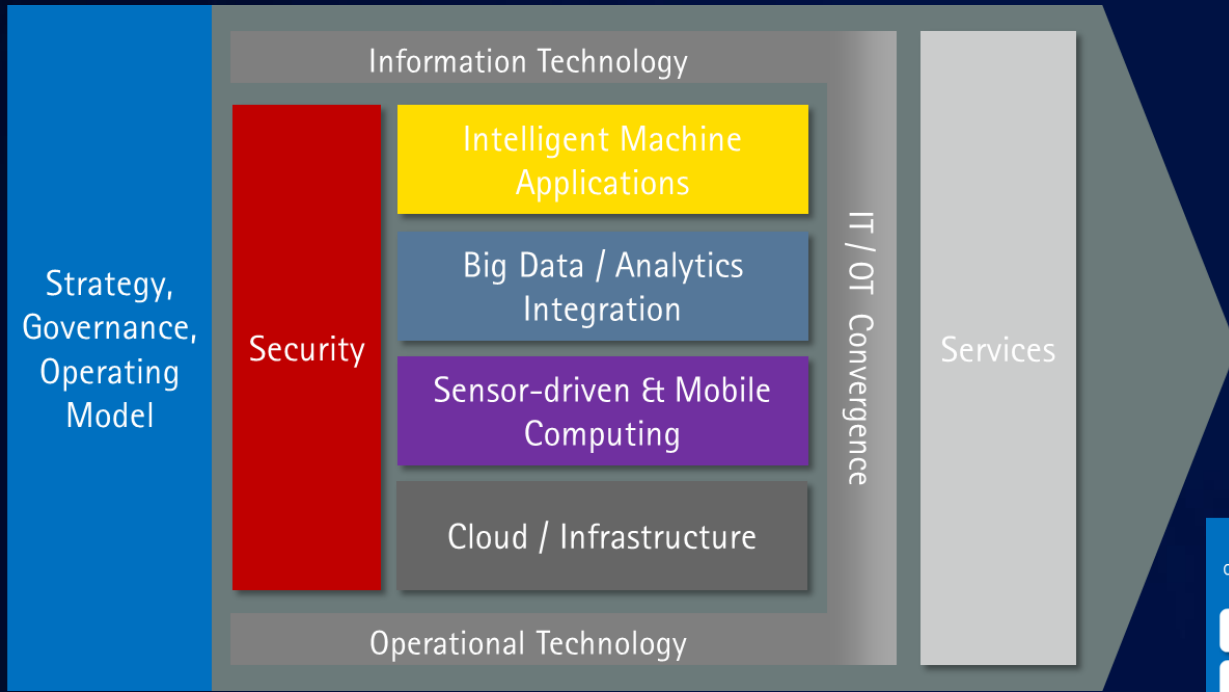 Strategy,
Governance,
Operating
Model
Information Technology
Security
Intelligent Machine
Applications
Big Data / Analytics
Integration
Sensor-driven & Mobile
Computing
Cloud / Infrastructure
Operational Technology
IT / OT Convergence
Services